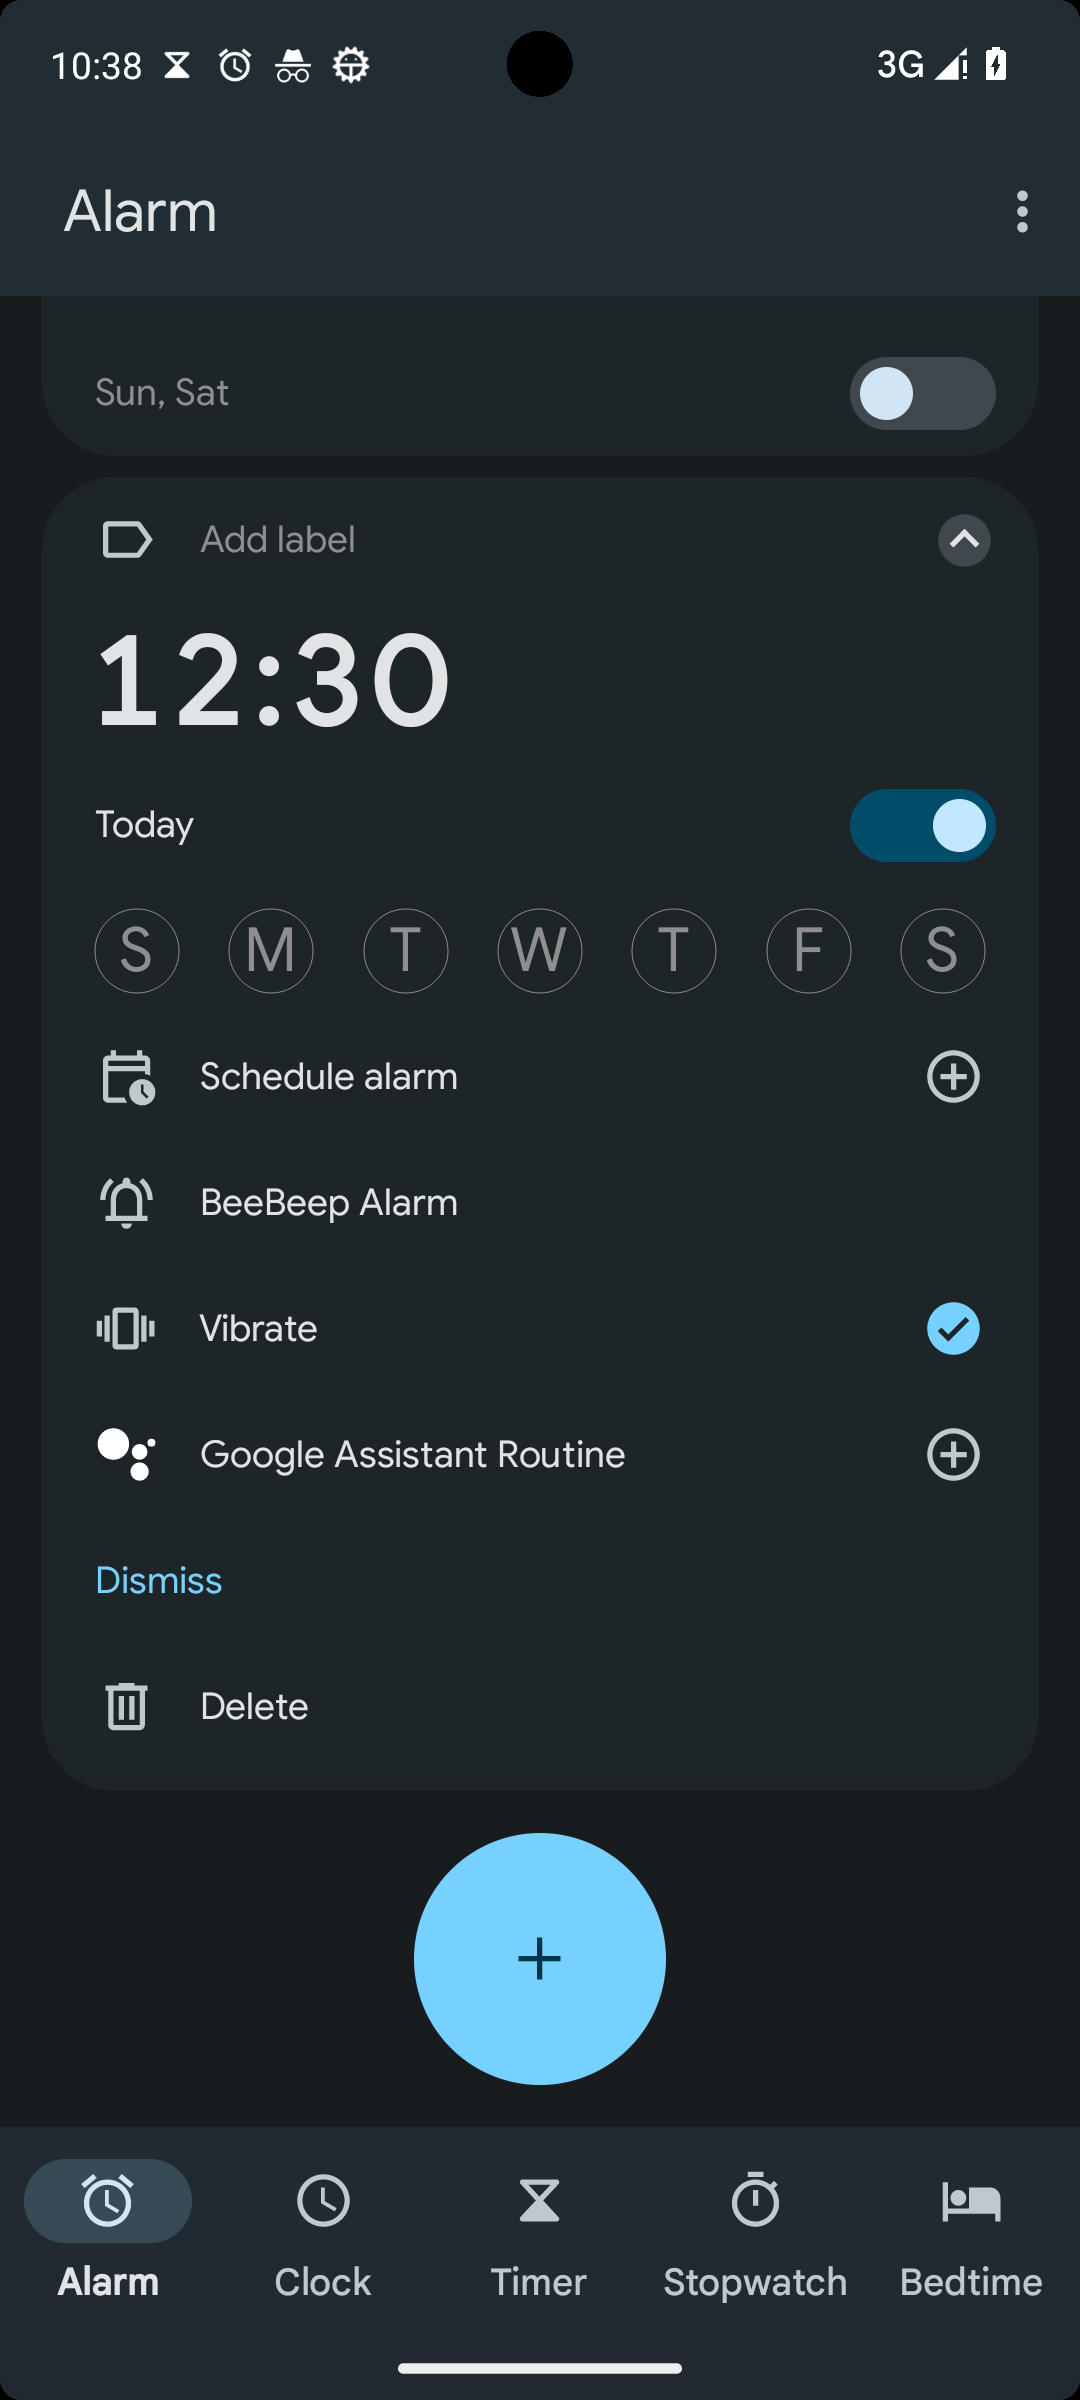 10:38
3G
Alarm
Sun, Sat
Add label
12:30
Today
S M T W T F S
Schedule alarm
BeeBeep Alarm
Vibrate
Google Assistant Routine
Dismiss
Delete
Alarm Clock Timer Stopwatch Bedtime